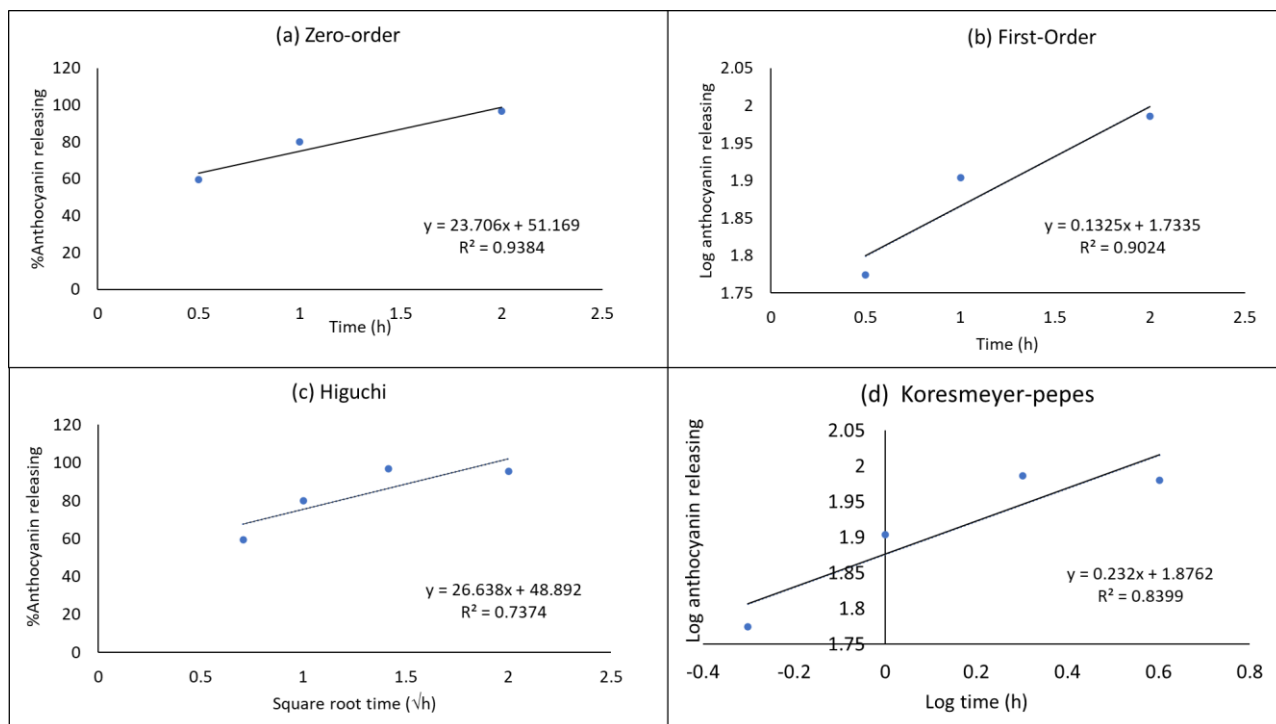 (a) Zero-order
%Anthocyanin releasing
120
100
80
60
40
20
0
y = 23.706x + 51.169
R² = 0.9384
0 0.5 1 1.5 2 2.5
Time (h)
(b) First-Order
Log anthocyanin releasing
2.05
2
1.95
1.9
1.85
1.8
1.75
y = 0.1325x + 1.7335
R² = 0.9024
0 0.5 1 1.5 2 2.5
Time (h)
(c) Higuchi
%Anthocyanin releasing
120
100
80
60
40
20
0
y = 26.638x + 48.892
R² = 0.7374
0 0.5 1 1.5 2 2.5
Square root time (√h)
(d) Koresmeyer-pepes
Log anthocyanin releasing
2.05
2
1.95
1.9
1.85
1.8
1.75
y = 0.232x + 1.8762
R² = 0.8399
-0.4 -0.2 0 0.2 0.4 0.6 0.8
Log time (h)